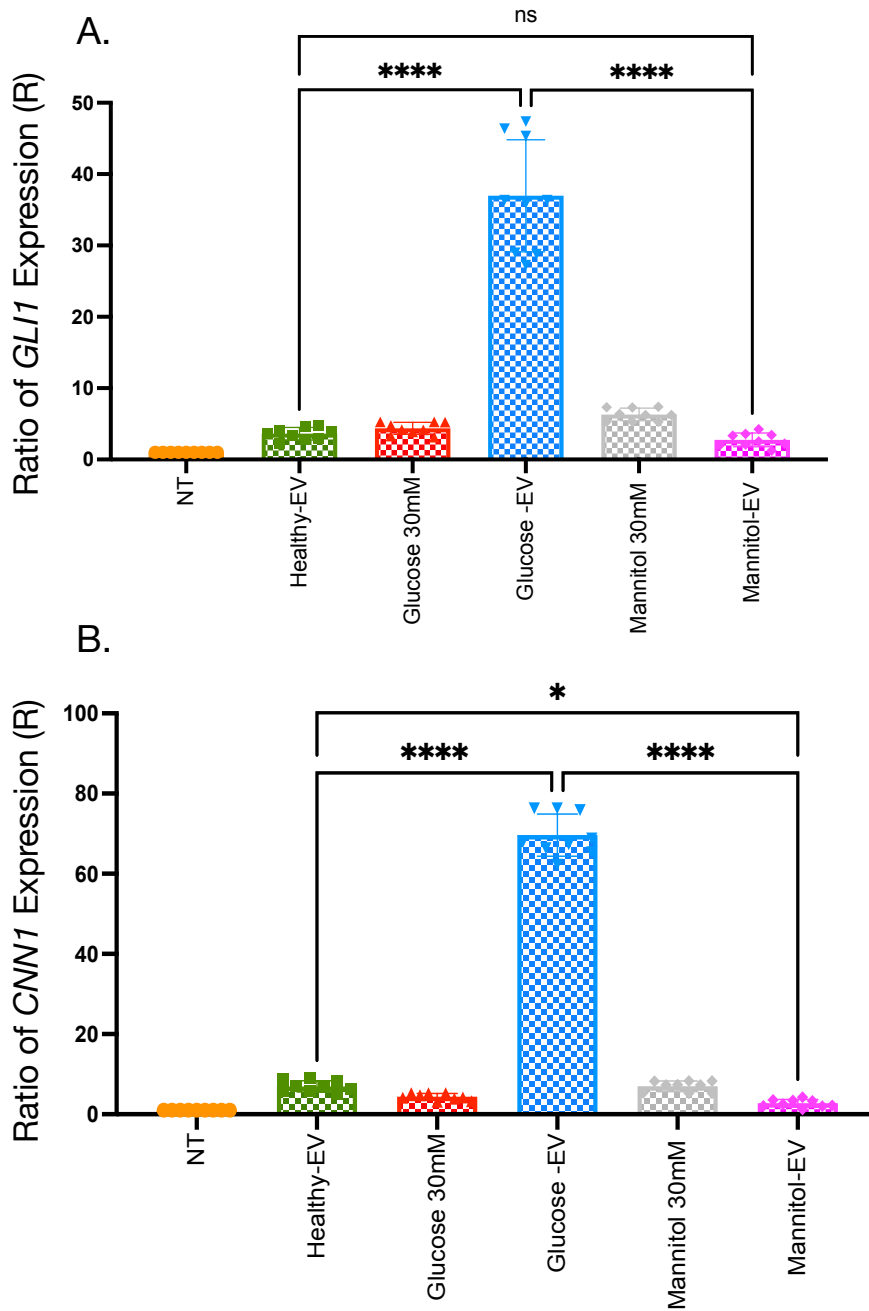 A.
ns
****
****
Ratio of GLI1 Expression (R)
50
40
30
20
10
0
NT
Healthy-EV
Glucose 30mM
Glucose -EV
Mannitol 30mM
Mannitol-EV
B.
*
****
****
Ratio of CNN1 Expression (R)
100
80
60
40
20
0
NT
Healthy-EV
Glucose 30mM
Glucose -EV
Mannitol 30mM
Mannitol-EV